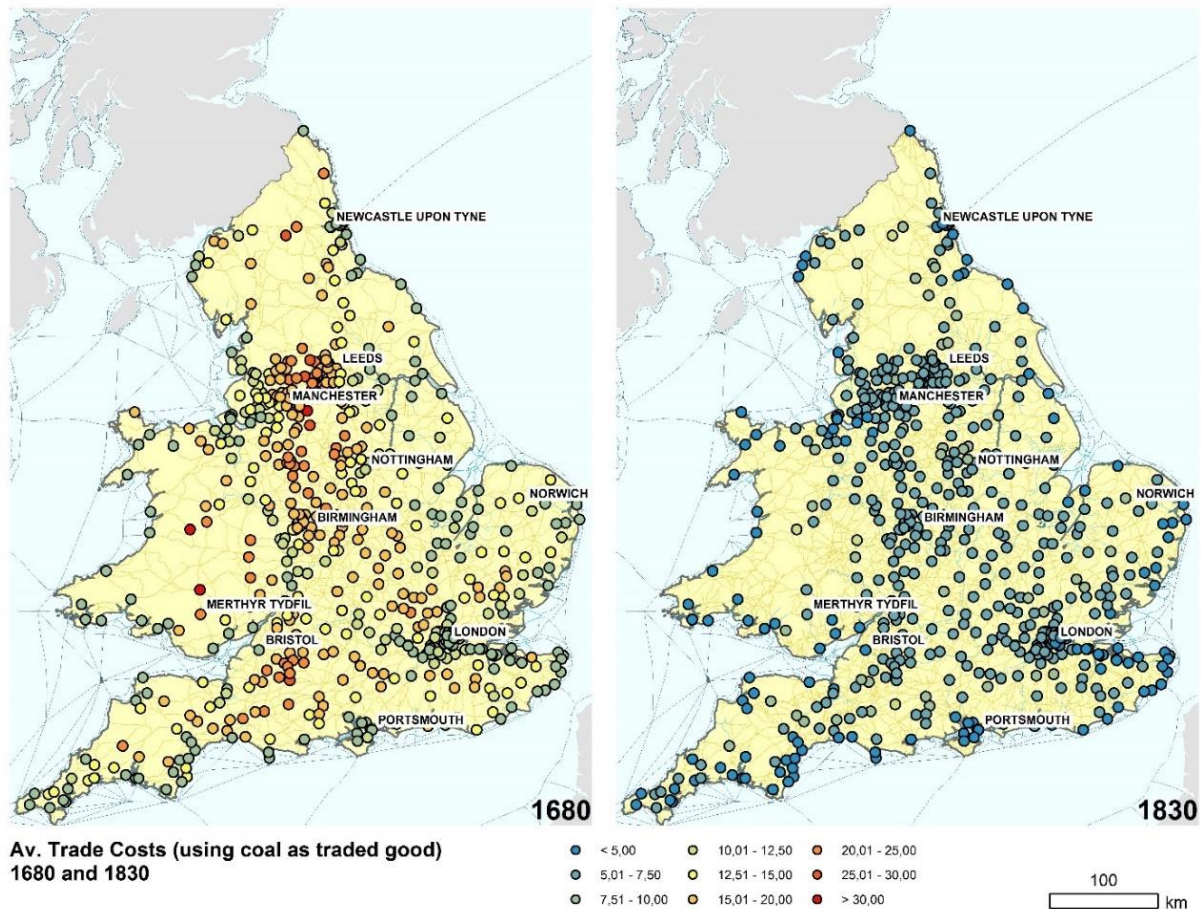 NEWCASTLE UPON TYNE
LEEDS
MANCHESTER
NOTTINGHAM
NORWICH
BIRMINGHAM
MERTHYR TYDFIL
BRISTOL
LONDON
PORTSMOUTH
1680
NEWCASTLE UPON TYNE
LEEDS
MANCHESTER
NOTTINGHAM
NORWICH
BIRMINGHAM
MERTHYR TYDFIL
BRISTOL
LONDON
PORTSMOUTH
1830
Av. Trade Costs (using coal as traded good)
1680 and 1830
< 5,00
5,01 - 7,50
7,51 - 10,00
10,01 - 12,50
12,51 - 15,00
15,01 - 20,00
20,01 - 25,00
25,01 - 30,00
> 30,00
100
km